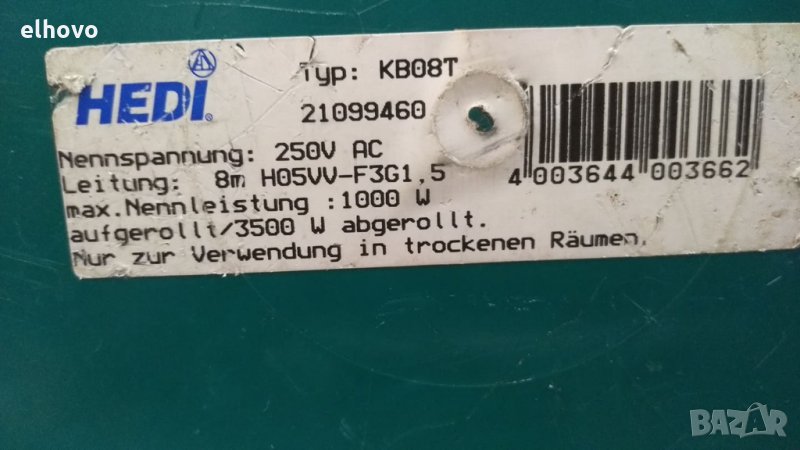 elhovo
HEDI
Typ: KB08T
21099460
Nennspannung: 250V AC
Leitung: 8m H05VV-F3G1,5
max.Nennleistung :1000 W
aufgerollt/3500 W abgerollt.
Nur zur Verwendung in trockenen Räumen.
4 003644 003662
BAZAR